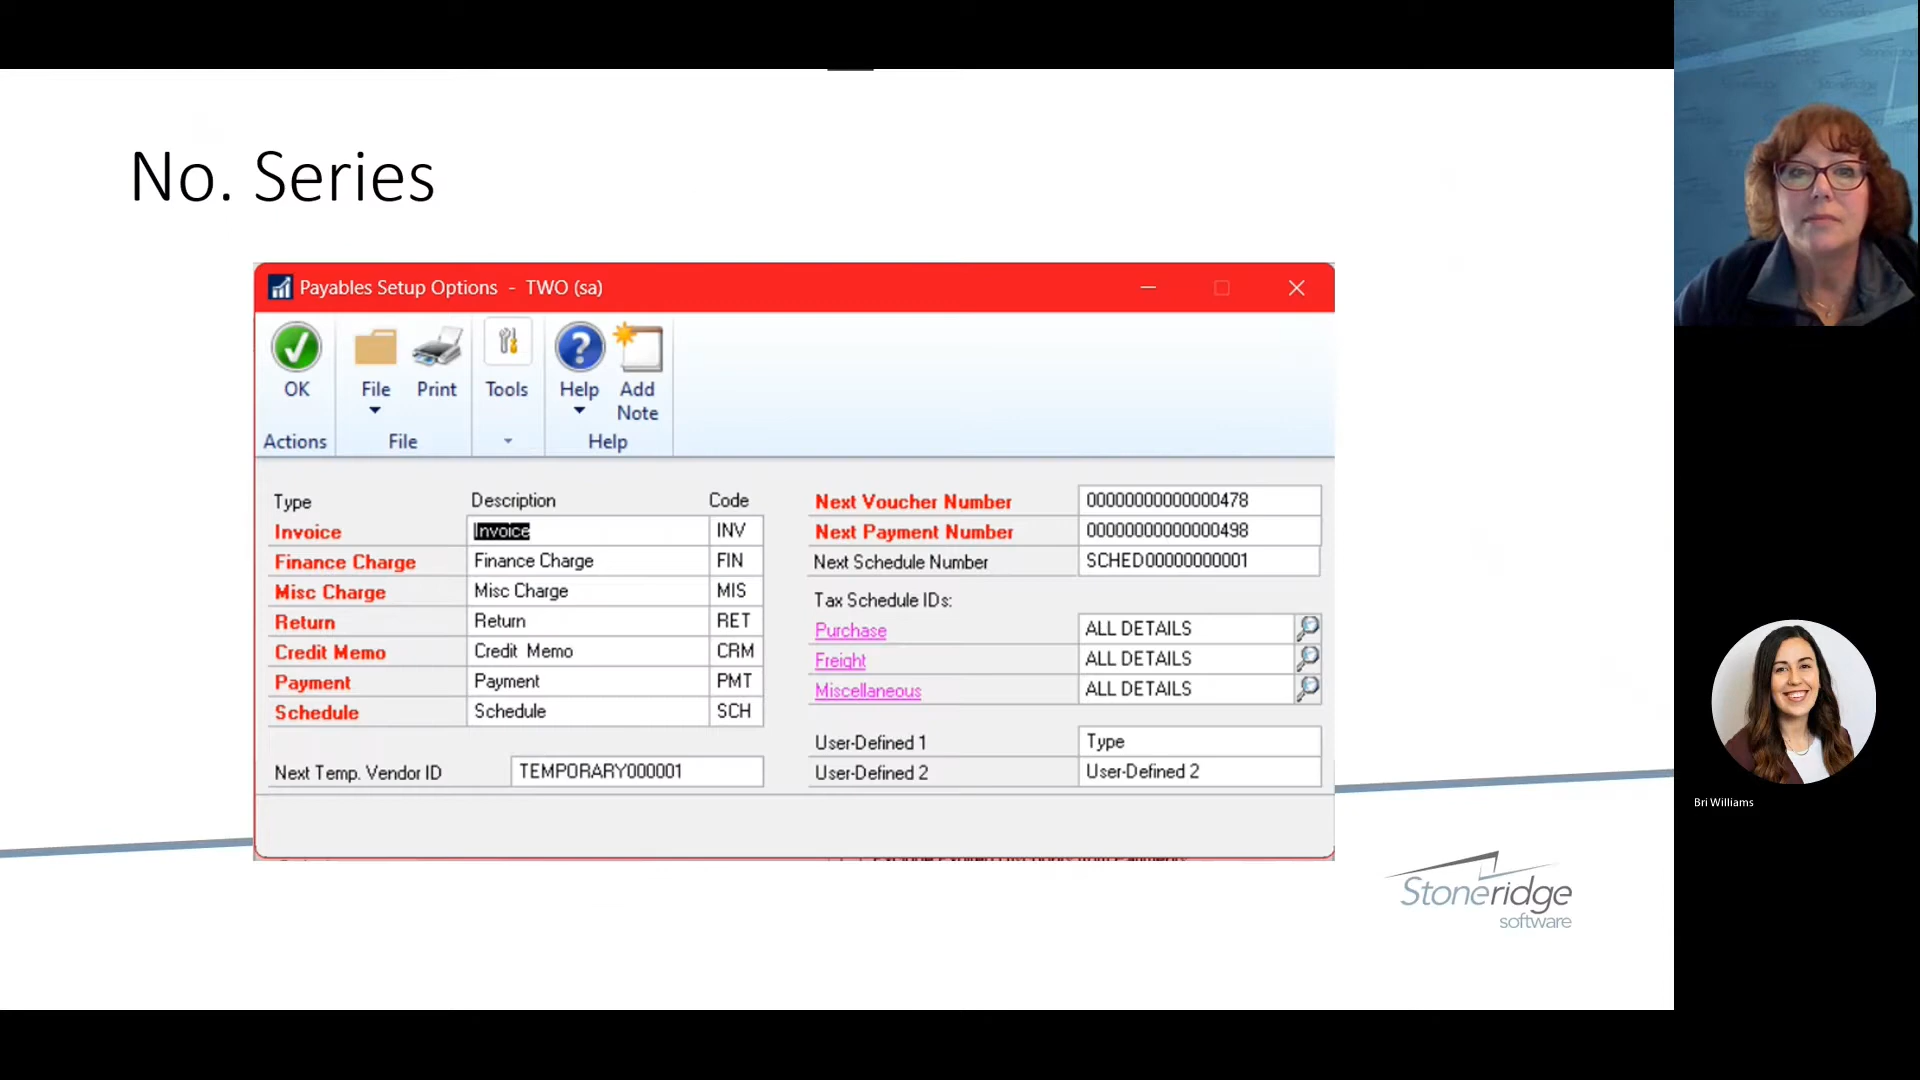 No. Series
Payables Setup Options - TWO (sa)
OK
File
Print
Tools
Help
Add
Note
Actions
File
Help
Type Description Code
Invoice Invoice INV
Finance Charge Finance Charge FIN
Misc Charge Misc Charge MIS
Return Return RET
Credit Memo Credit Memo CRM
Payment Payment PMT
Schedule Schedule SCH
Next Temp. Vendor ID TEMPORARY000001
Next Voucher Number 00000000000000478
Next Payment Number 00000000000000498
Next Schedule Number SCHED00000000001
Tax Schedule IDs:
Purchase ALL DETAILS
Freight ALL DETAILS
Miscellaneous ALL DETAILS
User-Defined 1 Type
User-Defined 2 User-Defined 2
Stoneridge
software
Bri Williams